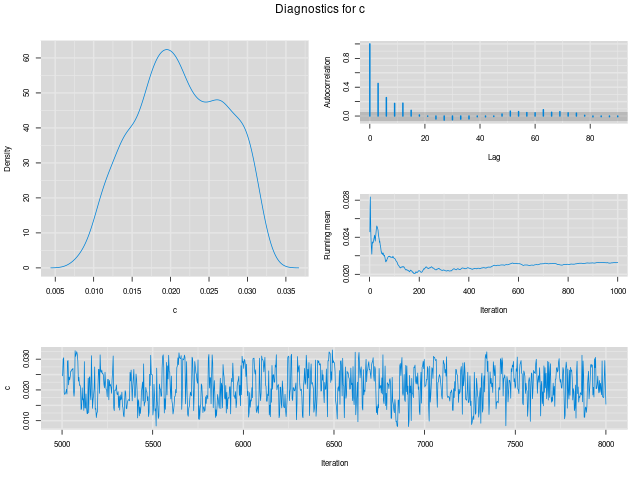 Diagnostics for c
Density
0 10 20 30 40 50 60
0.005 0.010 0.015 0.020 0.025 0.030 0.035
c
Autocorrelation
0.0 0.4 0.8
0 20 40 60 80
Lag
Running mean
0.020 0.024 0.028
0 200 400 600 800 1000
Iteration
c
0.010 0.020 0.030
5000 5500 6000 6500 7000 7500 8000
Iteration